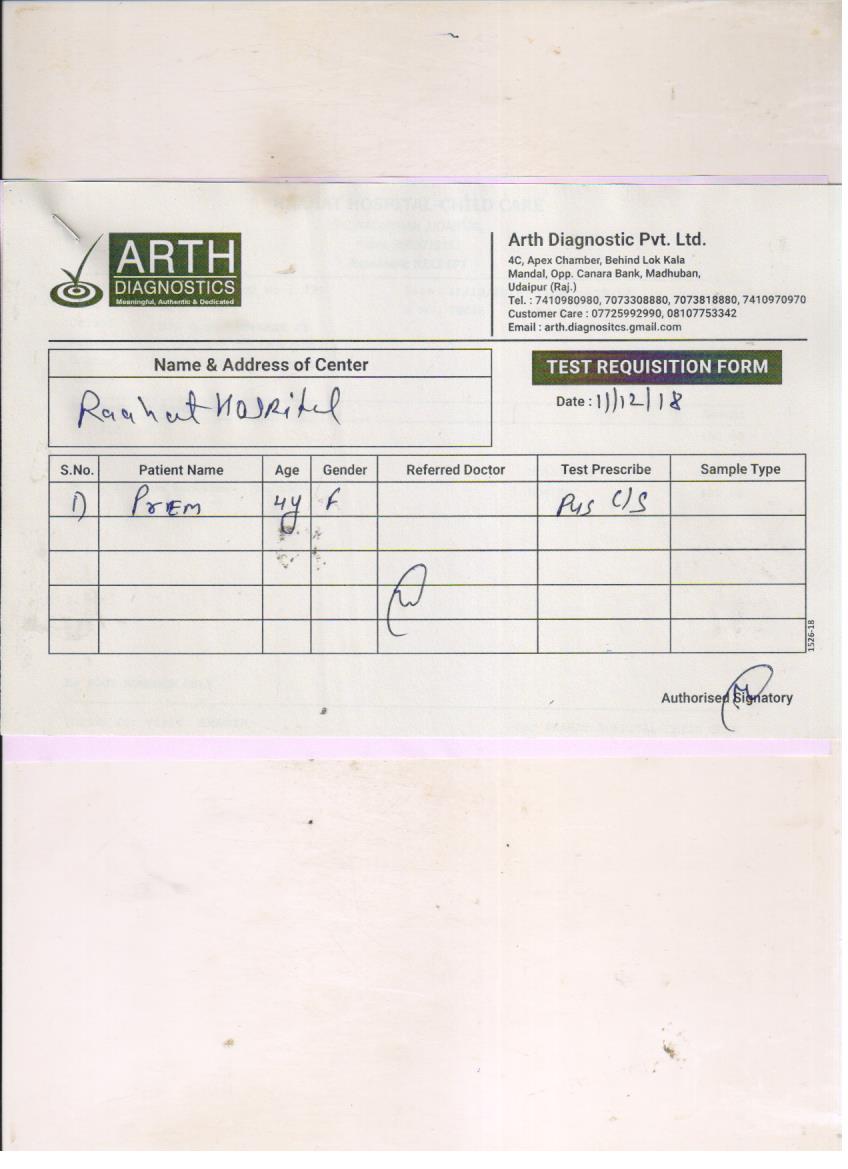 ARTH
DIAGNOSTICS
Meaningful, Authentic & Dedicated
Arth Diagnostic Pvt. Ltd.
4C, Apex Chamber, Behind Lok Kala
Mandal, Opp. Canara Bank, Madhuban,
Udaipur (Raj.)
Tel. : 7410980980, 7073308880, 7073818880, 7410970970
Customer Care : 07725992990, 08107753342
Email : arth.diagnositcs.gmail.com
Name & Address of Center
Raahat Hospital
TEST REQUISITION FORM
Date : 11/12/18
S.No. Patient Name Age Gender Referred Doctor Test Prescribe Sample Type
1) PrEM 4y F Pus C/S
1526-18
Authorised Signatory